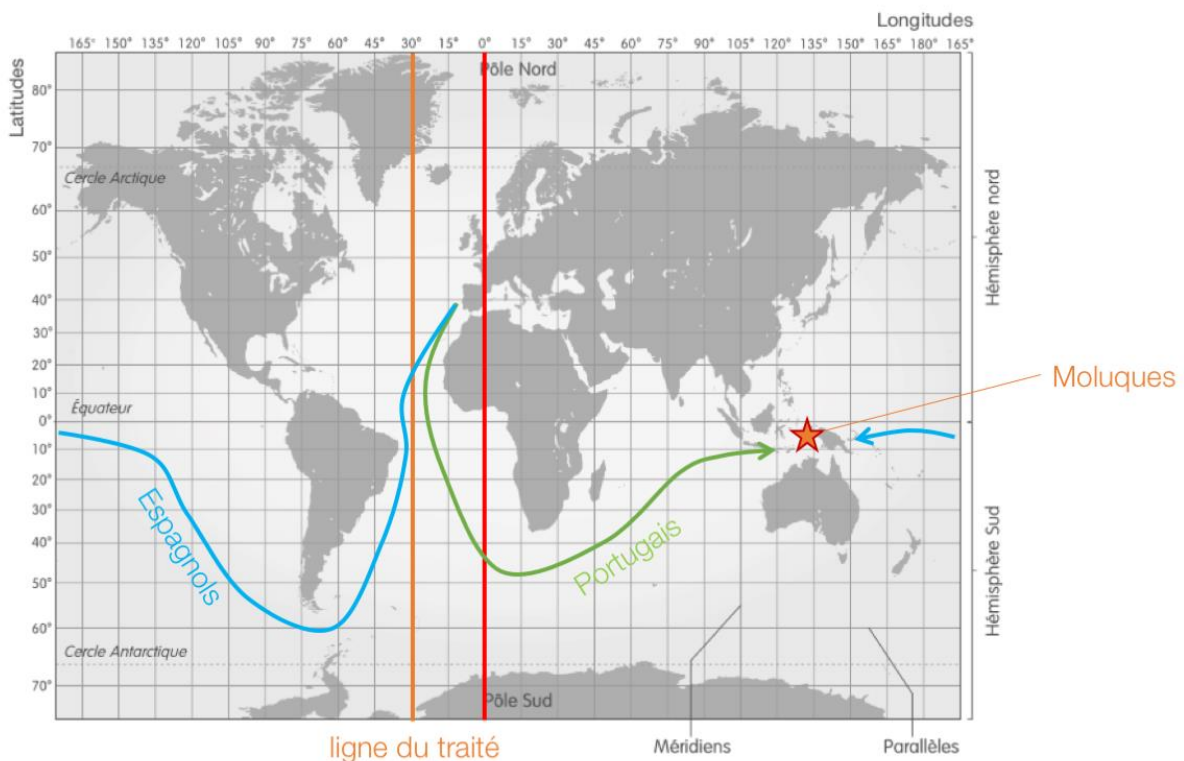 Longitudes
165° 150° 135° 120° 105° 90° 75° 60° 45° 30° 15° 0° 15° 30° 45° 60° 75° 90° 105° 120° 135° 150° 165° 180° 165°
Latitudes
Pôle Nord
80°
70°
Cercle Arctique
60°
50°
40°
30°
20°
10°
Équateur
0°
10°
20°
30°
40°
50°
60°
Cercle Antarctique
70°
Hémisphère nord
Hémisphère Sud
Moluques
Espagnols
Portugais
Pôle Sud
ligne du traité
Méridiens
Parallèles